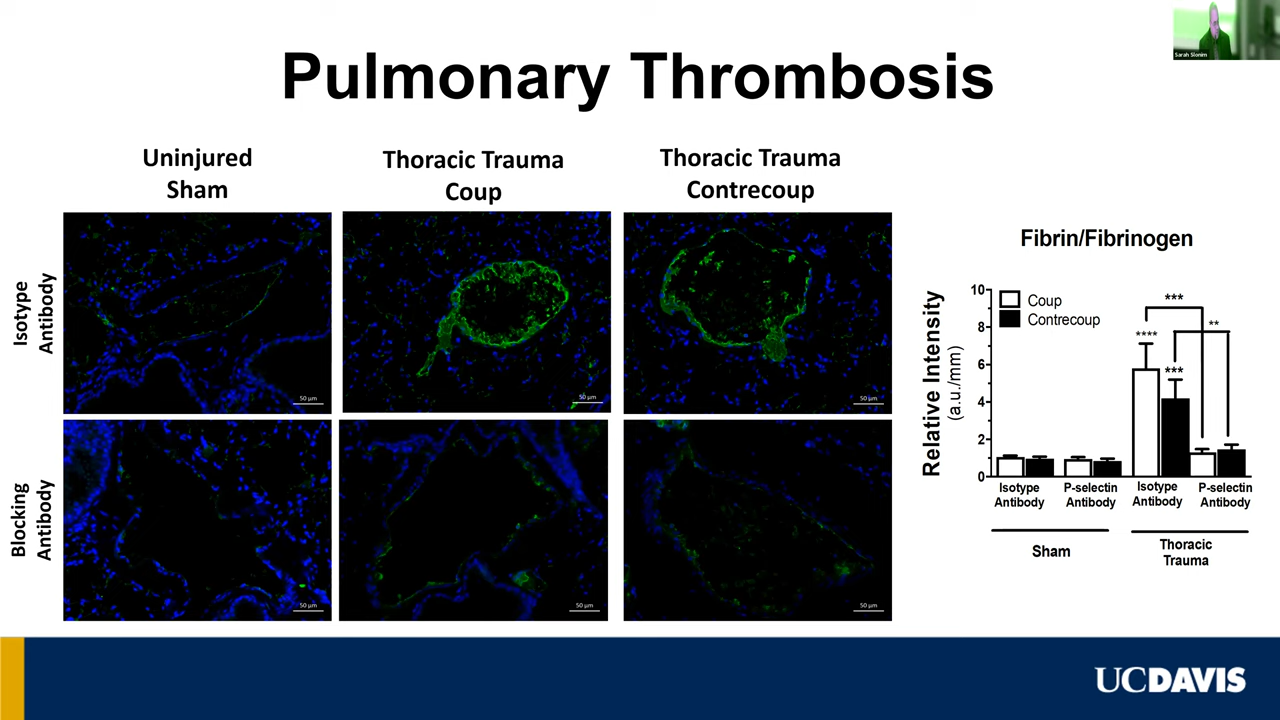 Sarah Slonim
Pulmonary Thrombosis
Uninjured
Sham
Thoracic Trauma
Coup
Thoracic Trauma
Contrecoup
Isotype
Antibody
50 µm
50 µm
50 µm
Blocking
Antibody
50 µm
50 µm
50 µm
Fibrin/Fibrinogen
Relative Intensity
(a.u./mm)
10
8
6
4
2
0
Coup
Contrecoup
***
**
****
***
Isotype
Antibody
P-selectin
Antibody
Isotype
Antibody
P-selectin
Antibody
Sham
Thoracic
Trauma
UCDAVIS